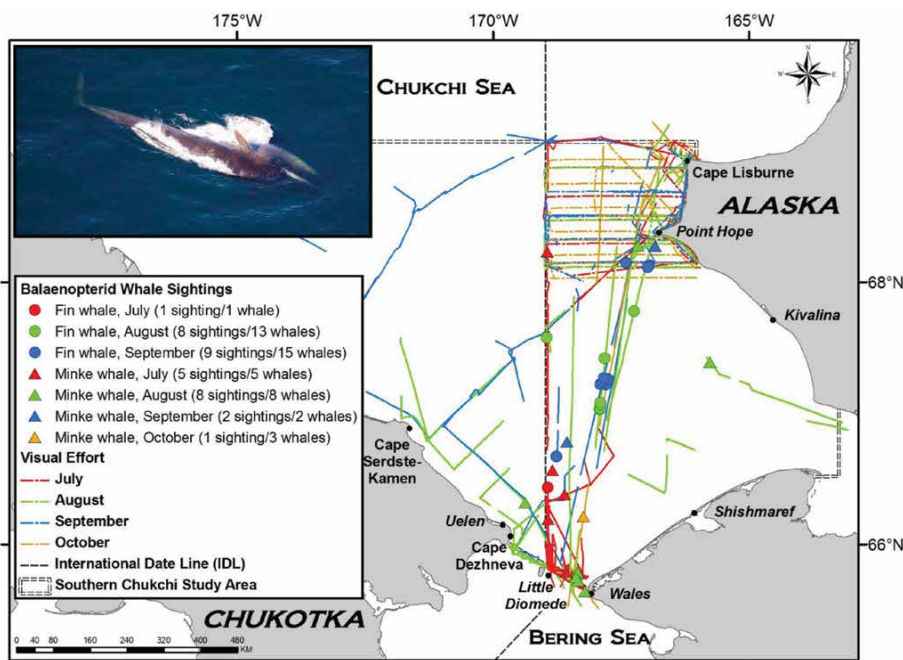 175°W
170°W
165°W
CHUKCHI SEA
N
W
E
S
Cape Lisburne
ALASKA
Point Hope
68°N
68°N
Kivalina
Balaenopterid Whale Sightings
Fin whale, July (1 sighting/1 whale)
Fin whale, August (8 sightings/13 whales)
Fin whale, September (9 sightings/15 whales)
Minke whale, July (5 sightings/5 whales)
Minke whale, August (8 sightings/8 whales)
Minke whale, September (2 sightings/2 whales)
Minke whale, October (1 sighting/3 whales)
Visual Effort
July
August
September
October
International Date Line (IDL)
Southern Chukchi Study Area
Cape
Serdste-
Kamen
Uelen
Cape
Dezhneva
Shishmaref
66°N
66°N
Little
Diomede
Wales
CHUKOTKA
BERING SEA
0 40 80 160 240 320 400 480
KM